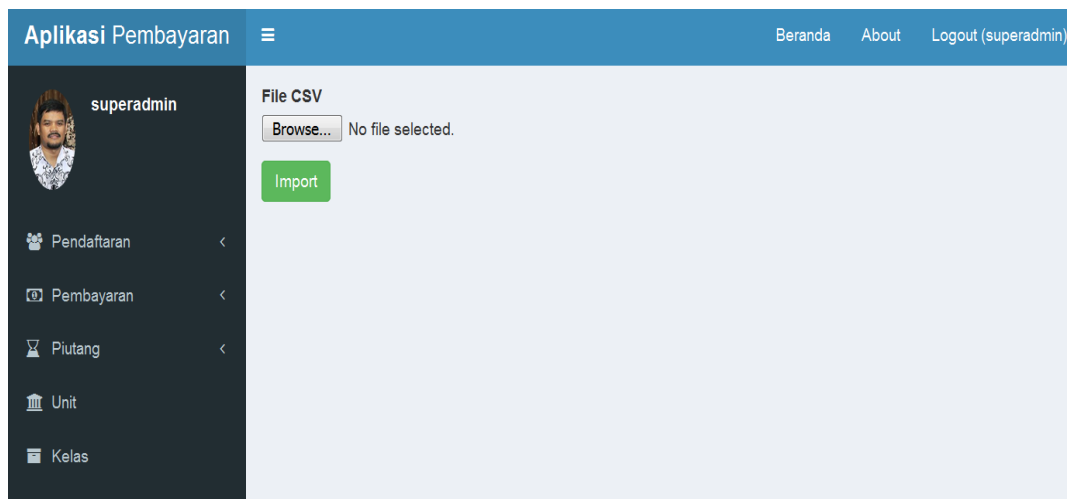 Aplikasi Pembayaran
Beranda About Logout (superadmin)
superadmin
File CSV
Browse... No file selected.
Import
Pendaftaran
Pembayaran
Piutang
Unit
Kelas